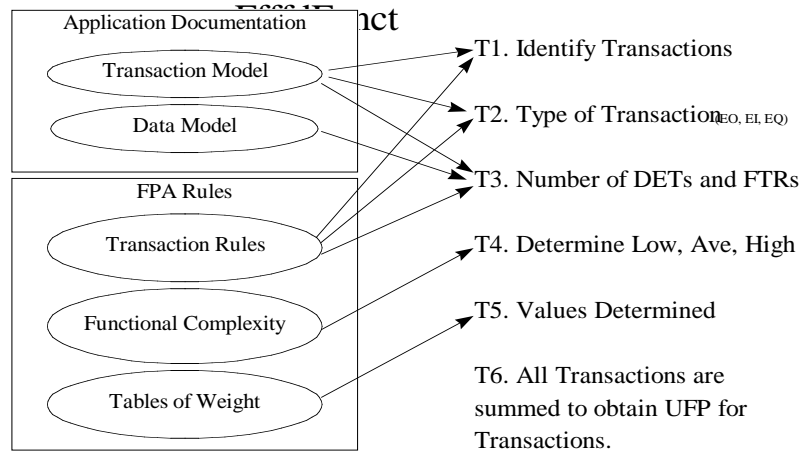 Application Documentation
Transaction Model
Data Model
FPA Rules
Transaction Rules
Functional Complexity
Tables of Weight
T1. Identify Transactions
T2. Type of Transaction(EO, EI, EQ)
T3. Number of DETs and FTRs
T4. Determine Low, Ave, High
T5. Values Determined
T6. All Transactions are
summed to obtain UFP for
Transactions.